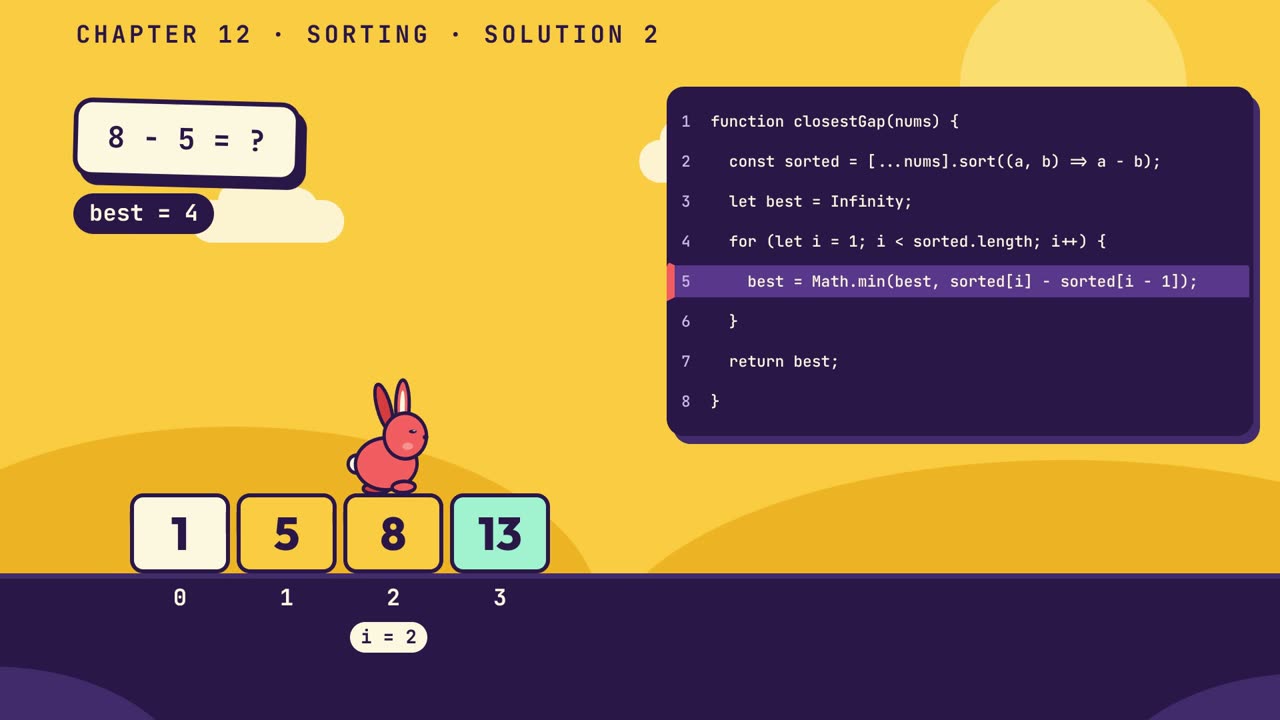 CHAPTER 12 · SORTING · SOLUTION 2
8 - 5 = ?
best = 4
1 function closestGap(nums) {
2 const sorted = [...nums].sort((a, b) => a - b);
3 let best = Infinity;
4 for (let i = 1; i < sorted.length; i++) {
5 best = Math.min(best, sorted[i] - sorted[i - 1]);
6 }
7 return best;
8 }
1 5 8 13
0 1 2 3
i = 2